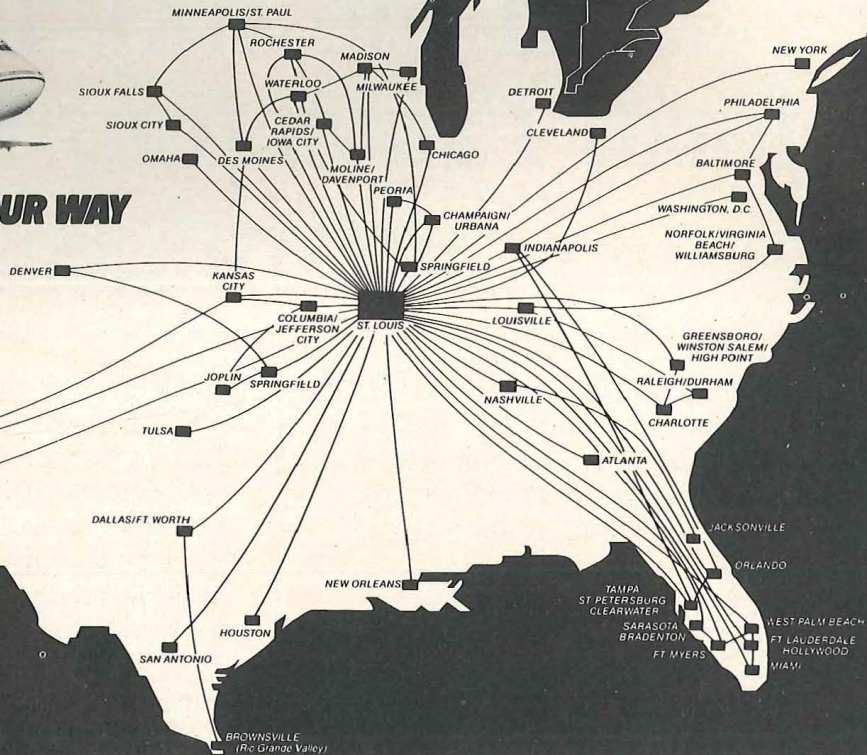 MINNEAPOLIS/ST. PAUL
ROCHESTER
MADISON
NEW YORK
WATERLOO
MILWAUKEE
SIOUX FALLS
DETROIT
PHILADELPHIA
SIOUX CITY
CEDAR
RAPIDS/
IOWA CITY
CLEVELAND
OMAHA
DES MOINES
MOLINE/
DAVENPORT
CHICAGO
BALTIMORE
PEORIA
WASHINGTON, D.C.
UR WAY
CHAMPAIGN/
URBANA
INDIANAPOLIS
NORFOLK/VIRGINIA
BEACH/
WILLIAMSBURG
DENVER
KANSAS
CITY
SPRINGFIELD
COLUMBIA/
JEFFERSON
CITY
ST. LOUIS
LOUISVILLE
GREENSBORO/
WINSTON SALEM/
HIGH POINT
JOPLIN
SPRINGFIELD
RALEIGH/DURHAM
NASHVILLE
CHARLOTTE
TULSA
ATLANTA
DALLAS/FT. WORTH
JACKSONVILLE
ORLANDO
NEW ORLEANS
TAMPA
ST PETERSBURG
CLEARWATER
HOUSTON
SARASOTA
BRADENTON
WEST PALM BEACH
FT LAUDERDALE
HOLLYWOOD
SAN ANTONIO
FT MYERS
MIAMI
BROWNSVILLE
(Rio Grande Valley)